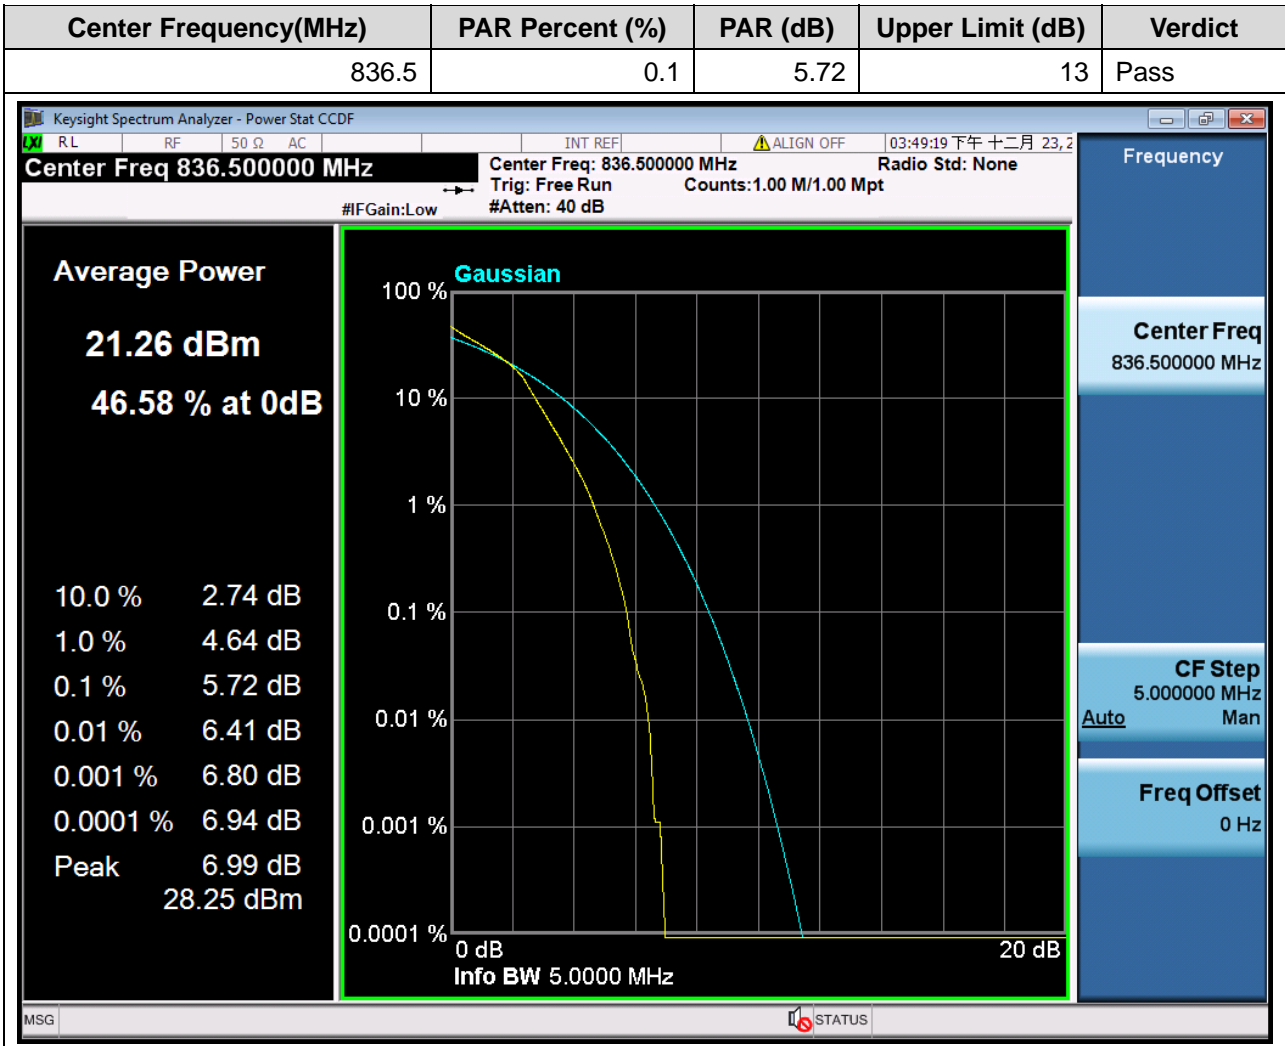 Center Frequency(MHz) PAR Percent (%) PAR (dB) Upper Limit (dB) Verdict
836.5 0.1 5.72 13 Pass
Keysight Spectrum Analyzer - Power Stat CCDF
LXI RL RF 50 Ω AC INT REF ALIGN OFF 03:49:19 下午 十二月 23, 2
Center Freq 836.500000 MHz
Center Freq: 836.500000 MHz Radio Std: None
Trig: Free Run Counts:1.00 M/1.00 Mpt
#IFGain:Low #Atten: 40 dB
Average Power
21.26 dBm
46.58 % at 0dB
10.0 % 2.74 dB
1.0 % 4.64 dB
0.1 % 5.72 dB
0.01 % 6.41 dB
0.001 % 6.80 dB
0.0001 % 6.94 dB
Peak 6.99 dB
28.25 dBm
Gaussian
100 %
10 %
1 %
0.1 %
0.01 %
0.001 %
0.0001 %
0 dB 20 dB
Info BW 5.0000 MHz
Frequency
Center Freq
836.500000 MHz
CF Step
5.000000 MHz
Auto Man
Freq Offset
0 Hz
MSG STATUS